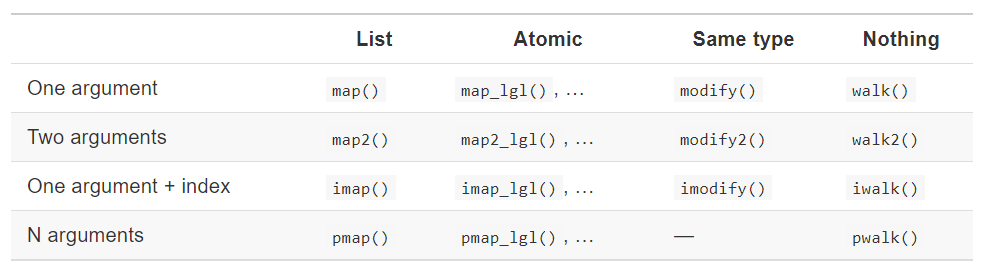 List Atomic Same type Nothing
One argument map() map_lgl(), ... modify() walk()
Two arguments map2() map2_lgl(), ... modify2() walk2()
One argument + index imap() imap_lgl(), ... imodify() iwalk()
N arguments pmap() pmap_lgl(), ... — pwalk()